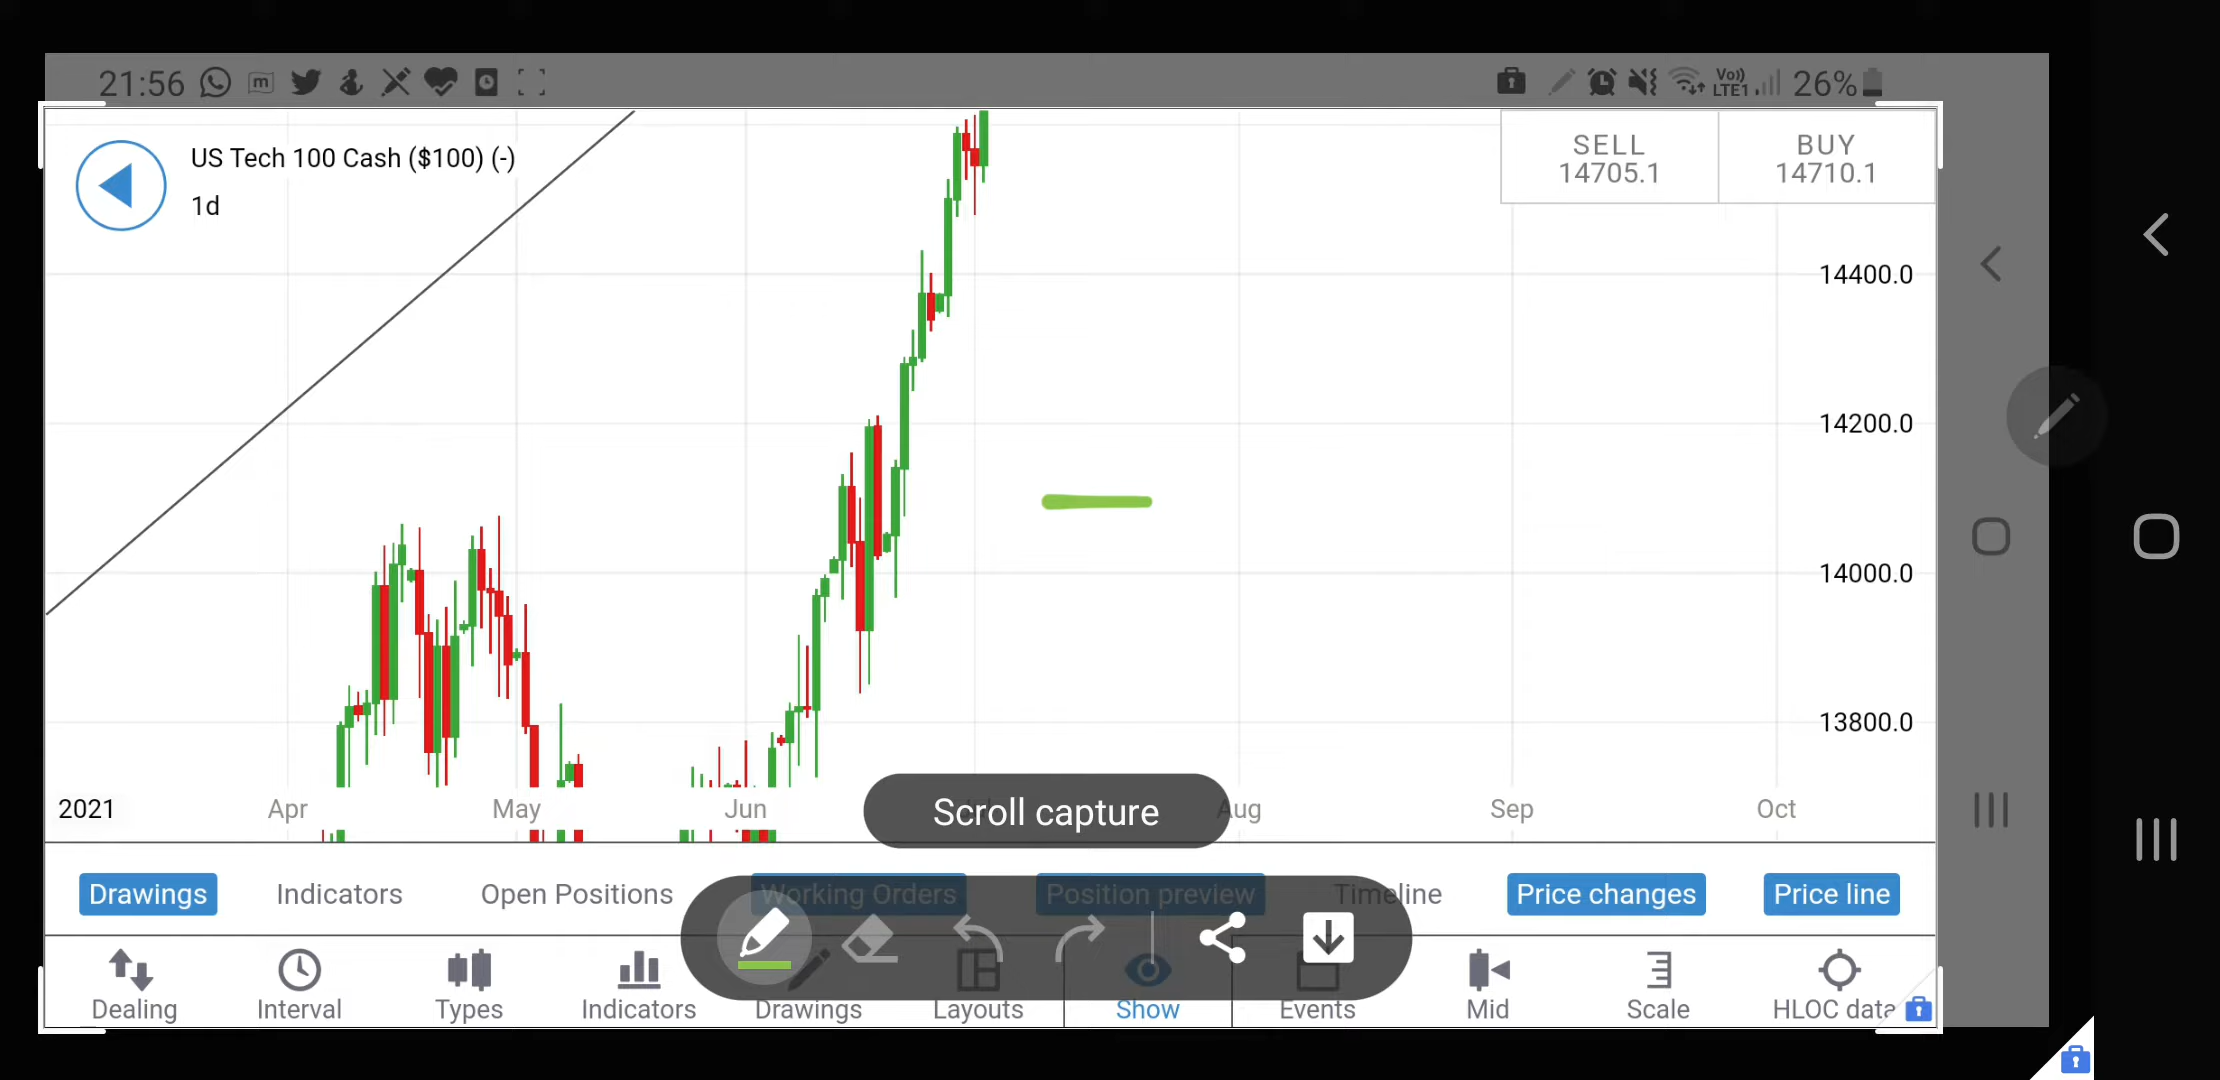 21:56
Vo))
LTE1
26%
US Tech 100 Cash ($100) (-)
1d
SELL
14705.1
BUY
14710.1
14400.0
14200.0
14000.0
13800.0
2021
Apr
May
Jun
Aug
Sep
Oct
Scroll capture
Drawings
Indicators
Open Positions
Working Orders
Position preview
Timeline
Price changes
Price line
Dealing
Interval
Types
Indicators
Drawings
Layouts
Show
Events
Mid
Scale
HLOC data